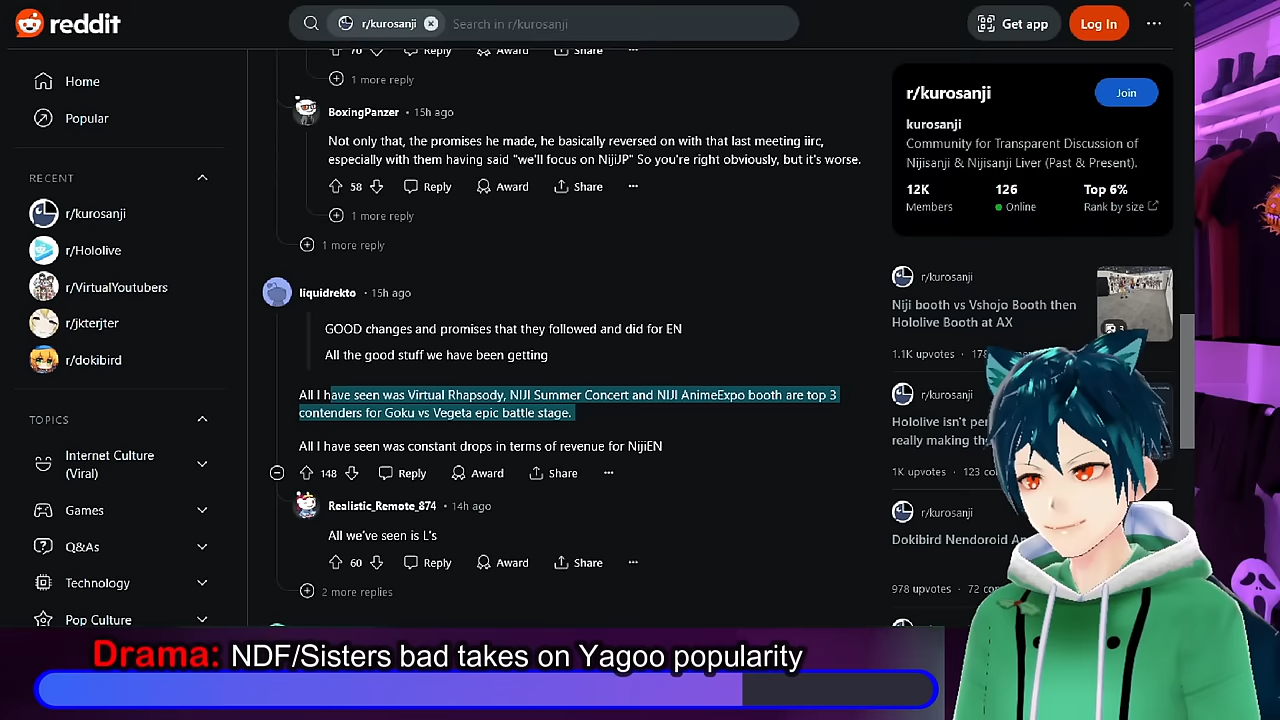 reddit
r/kurosanji
Search in r/kurosanji
Get app
Log In
Home
Popular
RECENT
r/kurosanji
r/Hololive
r/VirtualYoutubers
r/jkterjter
r/dokibird
TOPICS
Internet Culture
(Viral)
Games
Q&As
Technology
Pop Culture
70
Reply
Award
Share
1 more reply
BoxingPanzer • 15h ago
Not only that, the promises he made, he basically reversed on with that last meeting iirc,
especially with them having said "we'll focus on NijiJP" So you're right obviously, but it's worse.
58
Reply
Award
Share
1 more reply
1 more reply
liquidrekto • 15h ago
GOOD changes and promises that they followed and did for EN
All the good stuff we have been getting
All I have seen was Virtual Rhapsody, NIJI Summer Concert and NIJI AnimeExpo booth are top 3
contenders for Goku vs Vegeta epic battle stage.
All I have seen was constant drops in terms of revenue for NijiEN
148
Reply
Award
Share
Realistic_Remote_874 • 14h ago
All we've seen is L's
60
Reply
Award
Share
2 more replies
r/kurosanji
Join
kurosanji
Community for Transparent Discussion of
Nijisanji & Nijisanji Liver (Past & Present).
12K
126
Top 6%
Members
Online
Rank by size
r/kurosanji
Niji booth vs Vshojo Booth then
Hololive Booth at AX
3
1.1K upvotes
r/kurosanji
Hololive isn't
really making
1K upvotes • 123
r/kurosanji
Dokibird Nendoroid
978 upvotes • 72
Drama: NDF/Sisters bad takes on Yagoo popularity